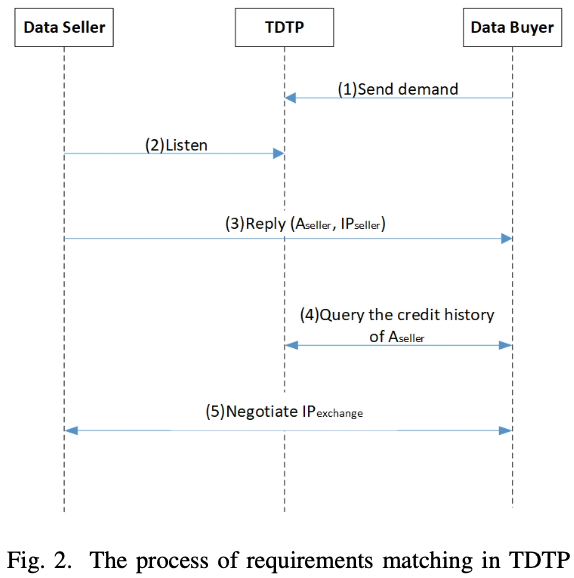 Data Seller
TDTP
Data Buyer
(1)Send demand
(2)Listen
(3)Reply (Aseller, IPseller)
(4)Query the credit history
of Aseller
(5)Negotiate IPexchange
Fig. 2. The process of requirements matching in TDTP